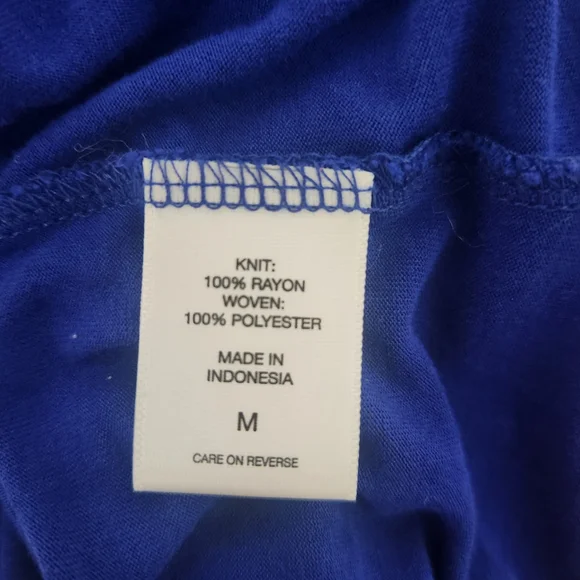 KNIT:
100% RAYON
WOVEN:
100% POLYESTER
MADE IN
INDONESIA
M
CARE ON REVERSE